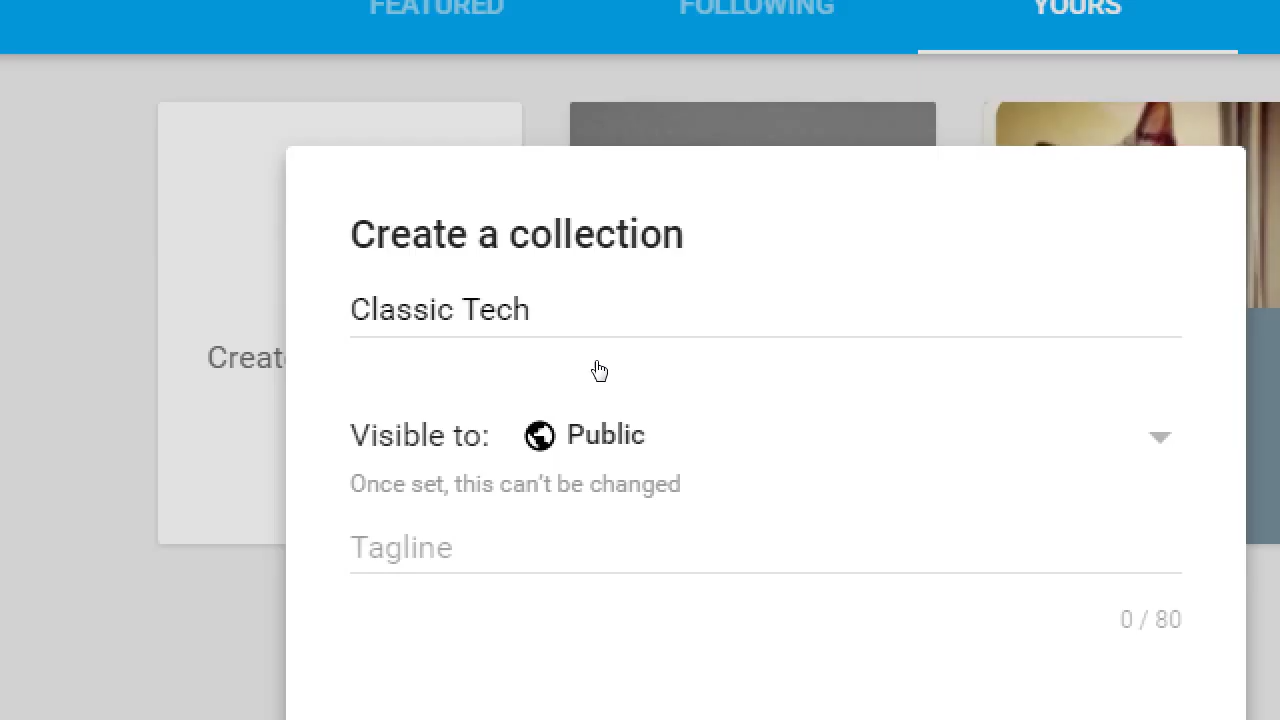 FEATURED FOLLOWING YOURS
Create a collection
Classic Tech
Creat
Visible to: Public
Once set, this can't be changed
Tagline
0 / 80